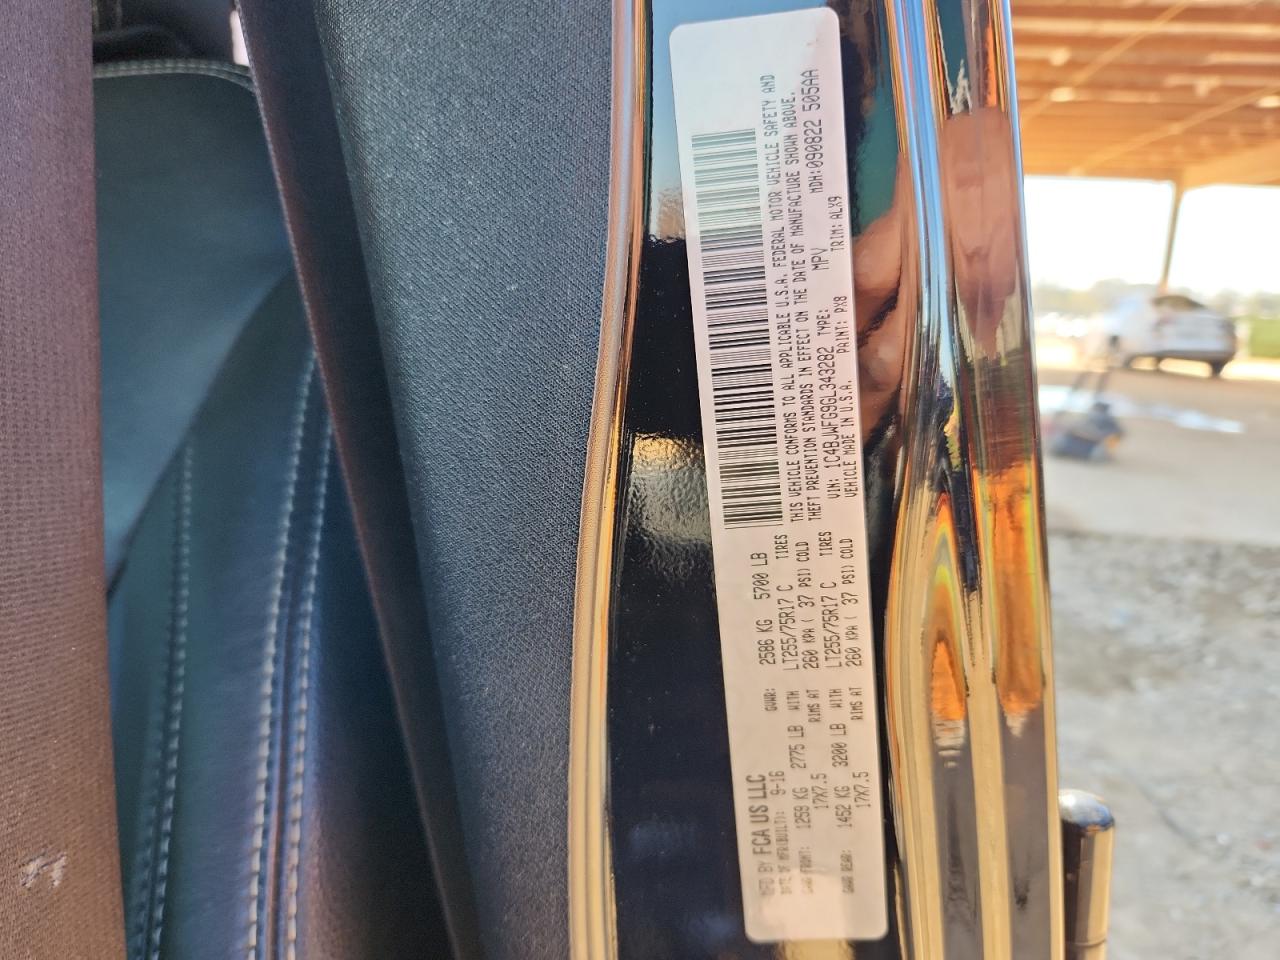 MFD BY FCA US LLC
DATE OF MFR(BUILT): 9-16 GVWR: 2586 KG 5700 LB
GAWR FRONT: 1259 KG 2775 LB WITH LT255/75R17 C TIRES
17X7.5 RIMS AT 260 KPA ( 37 PSI) COLD
GAWR REAR: 1452 KG 3200 LB WITH LT255/75R17 C TIRES
17X7.5 RIMS AT 260 KPA ( 37 PSI) COLD
THIS VEHICLE CONFORMS TO ALL APPLICABLE U.S.A. FEDERAL MOTOR VEHICLE SAFETY AND
THEFT PREVENTION STANDARDS IN EFFECT ON THE DATE OF MANUFACTURE SHOWN ABOVE.
VIN: 1C4BJWFG9GL343282 TYPE: MPV MDH: 090822 505AA
VEHICLE MADE IN U.S.A. PAINT: PX8 TRIM: ALX9